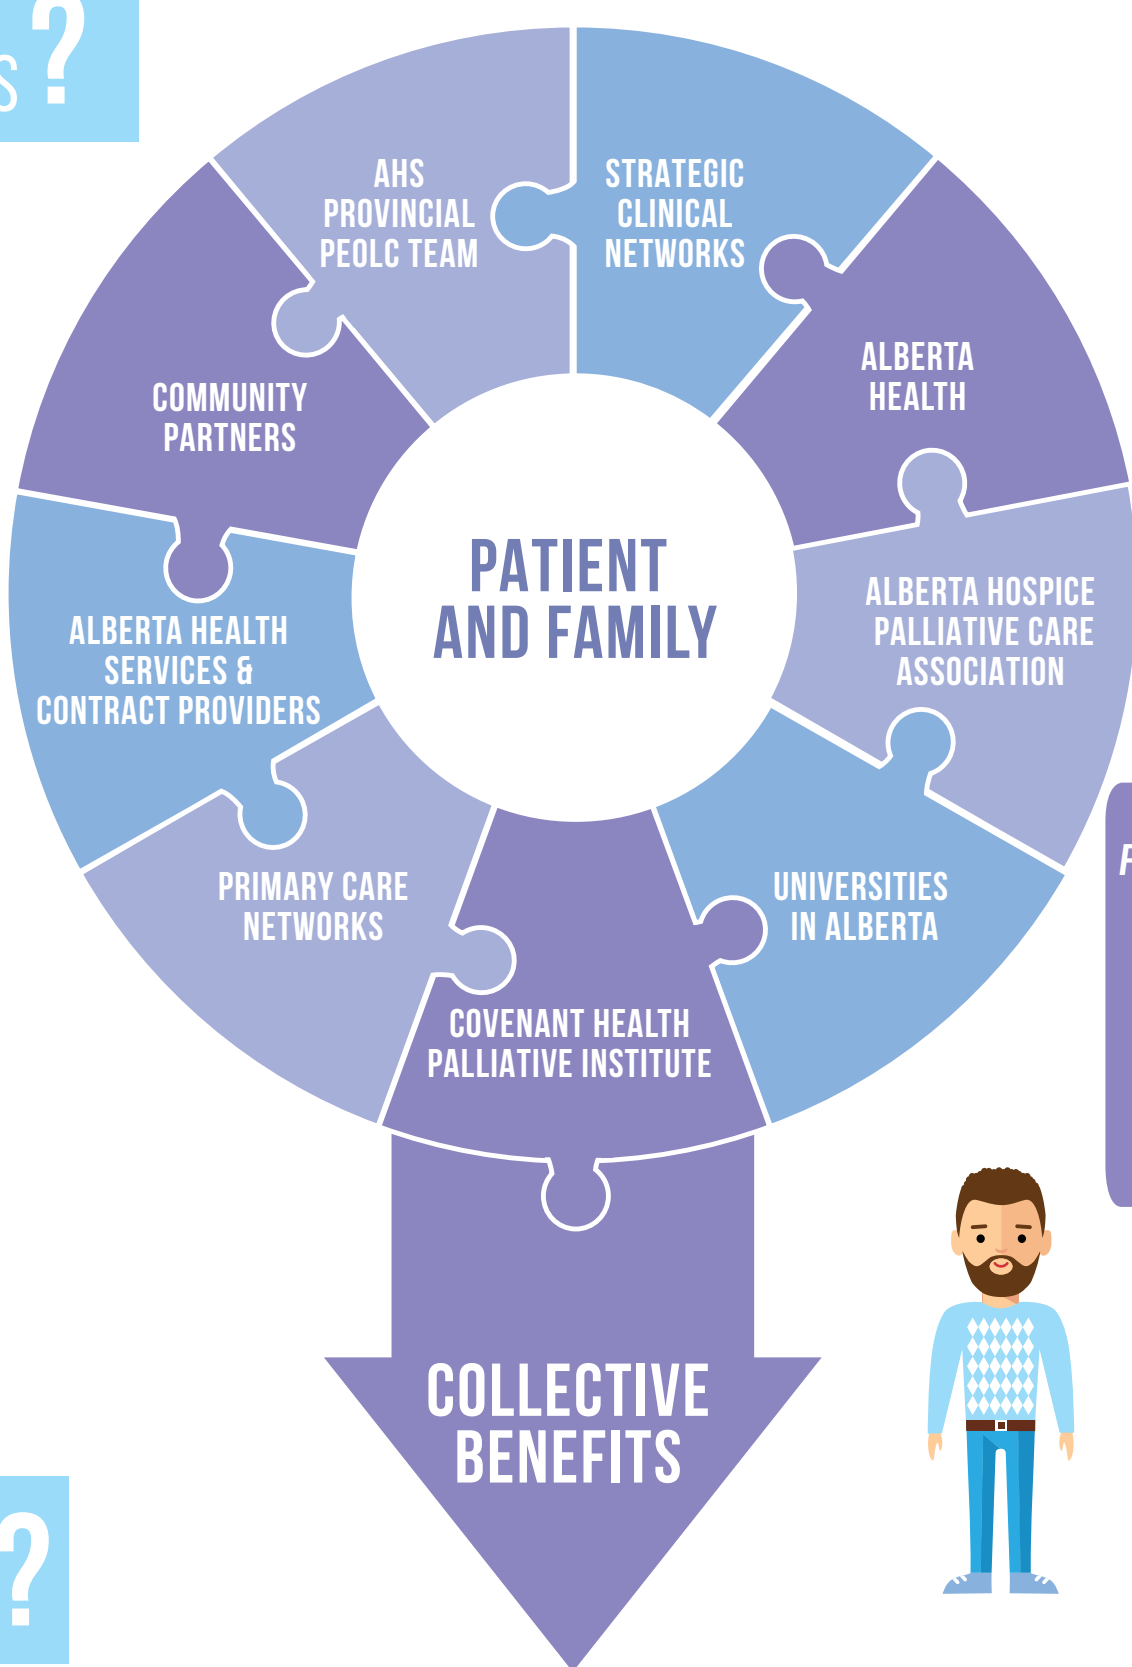 S?
AHS
PROVINCIAL
PEOLC TEAM
STRATEGIC
CLINICAL
NETWORKS
ALBERTA
HEALTH
COMMUNITY
PARTNERS
PATIENT
AND FAMILY
ALBERTA HOSPICE
PALLIATIVE CARE
ASSOCIATION
ALBERTA HEALTH
SERVICES &
CONTRACT PROVIDERS
PRIMARY CARE
NETWORKS
UNIVERSITIES
IN ALBERTA
COVENANT HEALTH
PALLIATIVE INSTITUTE
COLLECTIVE
BENEFITS
?